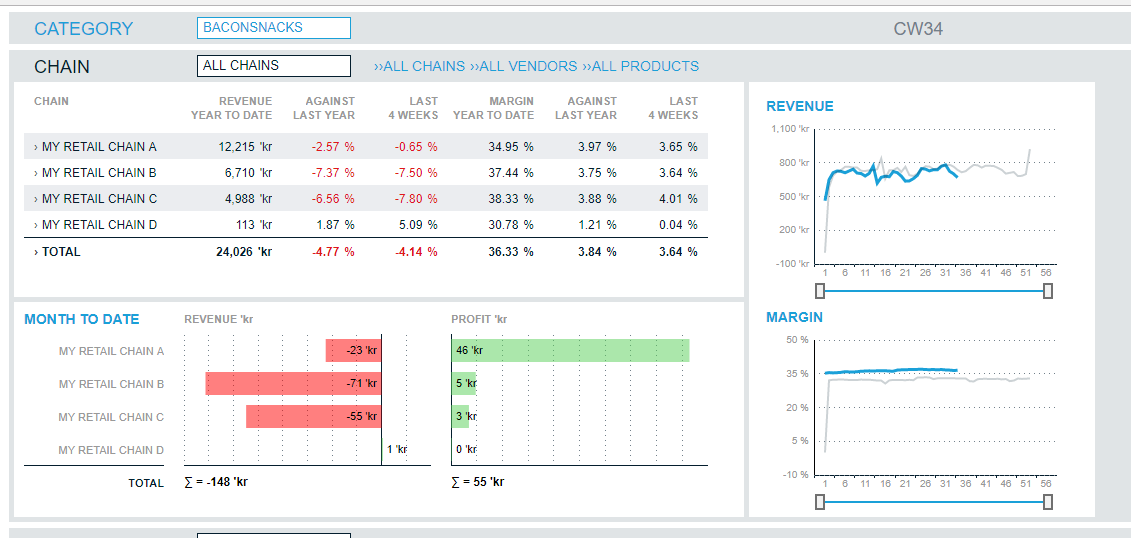 CATEGORY BACONSNACKS CW34
CHAIN ALL CHAINS ››ALL CHAINS ››ALL VENDORS ››ALL PRODUCTS
CHAIN REVENUE AGAINST LAST MARGIN AGAINST LAST
YEAR TO DATE LAST YEAR 4 WEEKS YEAR TO DATE LAST YEAR 4 WEEKS
› MY RETAIL CHAIN A 12,215 'kr -2.57 % -0.65 % 34.95 % 3.97 % 3.65 %
› MY RETAIL CHAIN B 6,710 'kr -7.37 % -7.50 % 37.44 % 3.75 % 3.64 %
› MY RETAIL CHAIN C 4,988 'kr -6.56 % -7.80 % 38.33 % 3.88 % 4.01 %
› MY RETAIL CHAIN D 113 'kr 1.87 % 5.09 % 30.78 % 1.21 % 0.04 %
› TOTAL 24,026 'kr -4.77 % -4.14 % 36.33 % 3.84 % 3.64 %
MONTH TO DATE REVENUE 'kr PROFIT 'kr
MY RETAIL CHAIN A -23 'kr 46 'kr
MY RETAIL CHAIN B -71 'kr 5 'kr
MY RETAIL CHAIN C -55 'kr 3 'kr
MY RETAIL CHAIN D 1 'kr 0 'kr
TOTAL ∑ = -148 'kr ∑ = 55 'kr
REVENUE
1,100 'kr
800 'kr
500 'kr
200 'kr
-100 'kr
1 6 11 16 21 26 31 36 41 46 51 56
MARGIN
50 %
35 %
20 %
5 %
-10 %
1 6 11 16 21 26 31 36 41 46 51 56